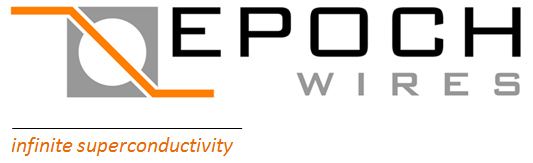 EPOCH
WIRES
infinite superconductivity